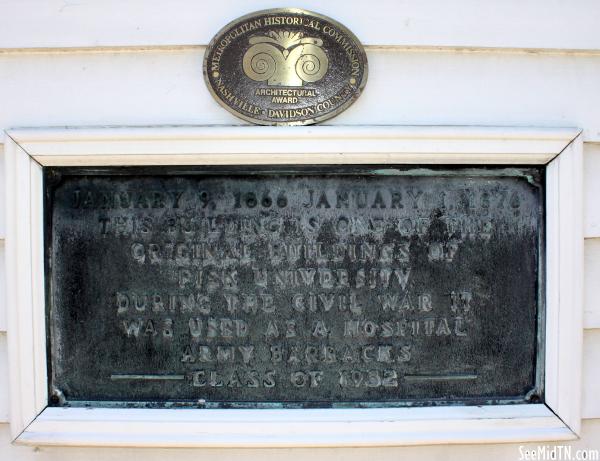 METROPOLITAN HISTORICAL COMMISSION
ARCHITECTURAL
AWARD
NASHVILLE • DAVIDSON COUNTY
JANUARY 9, 1866 JANUARY 1, 1876
THIS BUILDING IS ONE OF THE
ORIGINAL BUILDINGS OF
FISK UNIVERSITY
DURING THE CIVIL WAR IT
WAS USED AS A HOSPITAL
ARMY BARRACKS
CLASS OF 1932
SeeMidTN.com